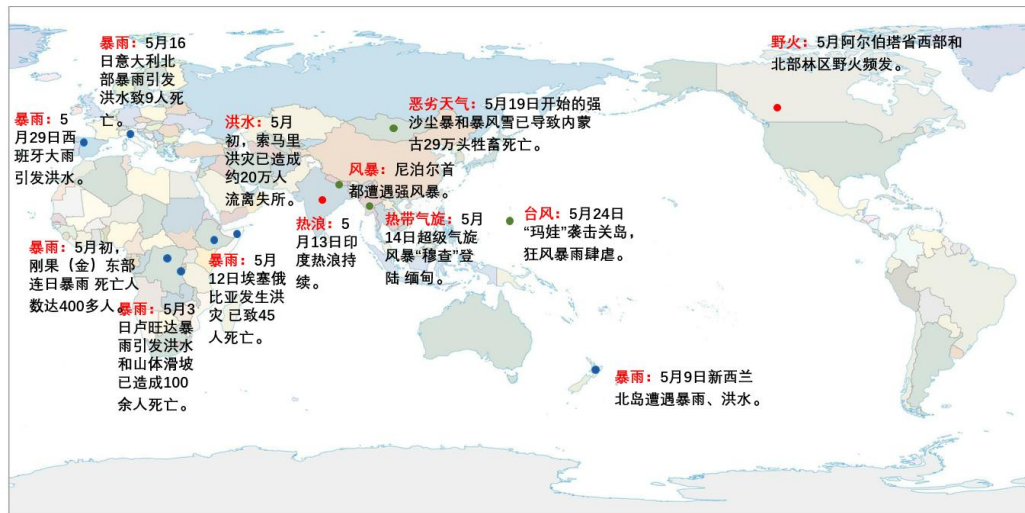 暴雨：5月16
日意大利北
部暴雨引发
洪水致9人死
亡。
野火：5月阿尔伯塔省西部和
北部林区野火频发。
暴雨：5
月29日西
班牙大雨
引发洪水。
洪水：5月
初，索马里
洪灾已造成
约20万人
流离失所。
恶劣天气：5月19日开始的强
沙尘暴和暴风雪已导致内蒙
古29万头牲畜死亡。
风暴：尼泊尔首
都遭遇强风暴。
热浪：5
月13日印
度热浪持
续。
热带气旋：5月
14日超级气旋
风暴“穆查”登
陆 缅甸。
台风：5月24日
“玛娃”袭击关岛，
狂风暴雨肆虐。
暴雨：5月初，
刚果（金）东部
连日暴雨 死亡人
数达400多人。
暴雨：5月
12日埃塞俄
比亚发生洪
灾 已致45
人死亡。
暴雨：5月3
日卢旺达暴
雨引发洪水
和山体滑坡
已造成100
余人死亡。
暴雨：5月9日新西兰
北岛遭遇暴雨、洪水。